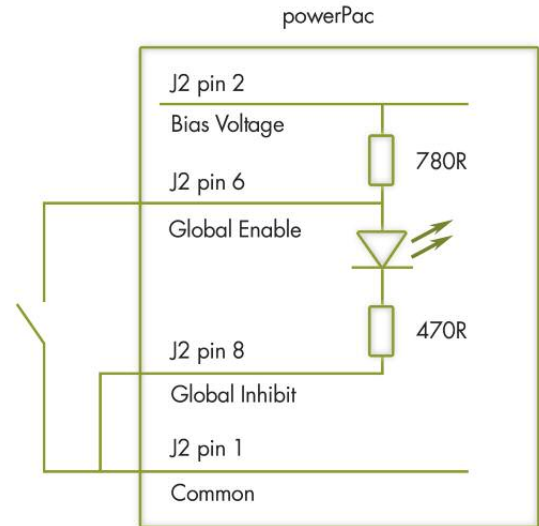 powerPac
J2 pin 2
Bias Voltage
780R
J2 pin 6
Global Enable
470R
J2 pin 8
Global Inhibit
J2 pin 1
Common